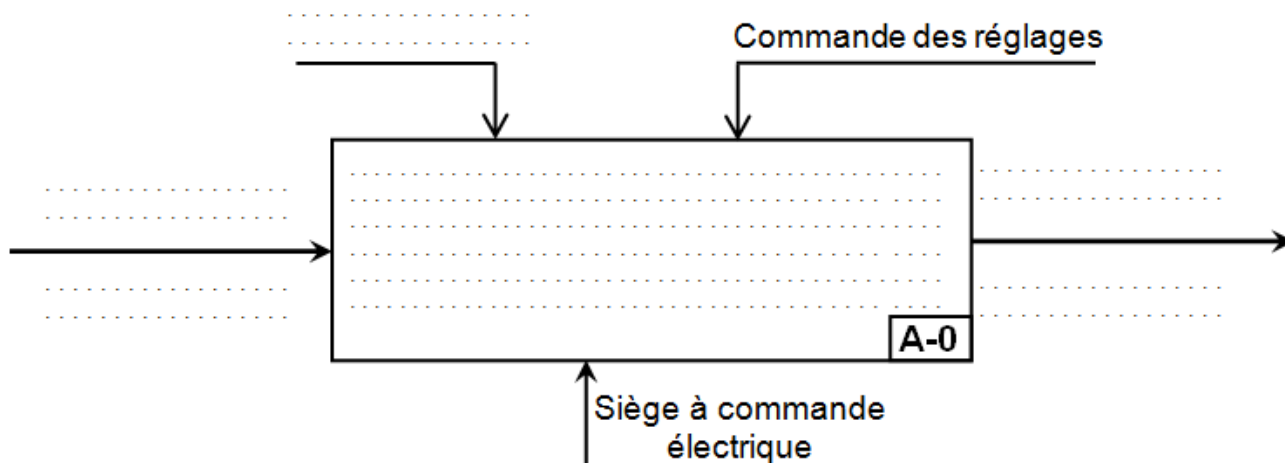 Commande des réglages
A-0
Siège à commande
électrique